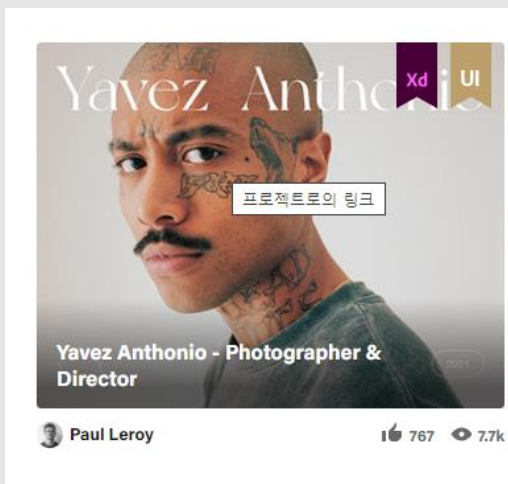 Yavez Anthonio
Xd
UI
프로젝트로의 링크
Yavez Anthonio - Photographer &
Director
2021
Paul Leroy
767
7.7k